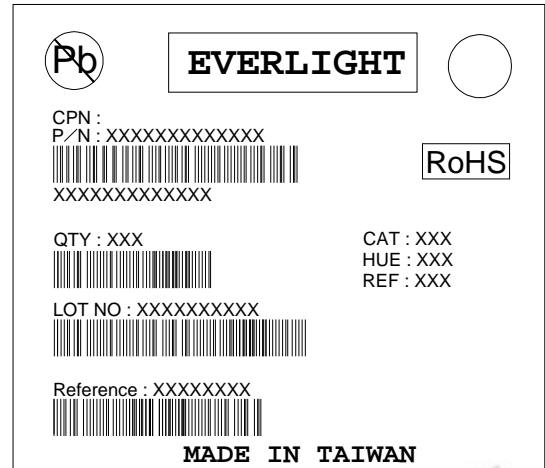 Pb
EVERLIGHT
CPN :
P/N : XXXXXXXXXXXXX
RoHS
XXXXXXXXXXXXX
QTY : XXX
CAT : XXX
HUE : XXX
REF : XXX
LOT NO : XXXXXXXXXX
Reference : XXXXXXXX
MADE IN TAIWAN